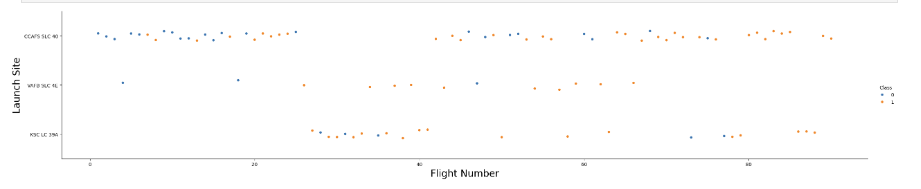 CCAFS SLC 40
VAFB SLC 4E
KSC LC 39A
Launch Site
0
20
40
60
80
Flight Number
Class
0
1